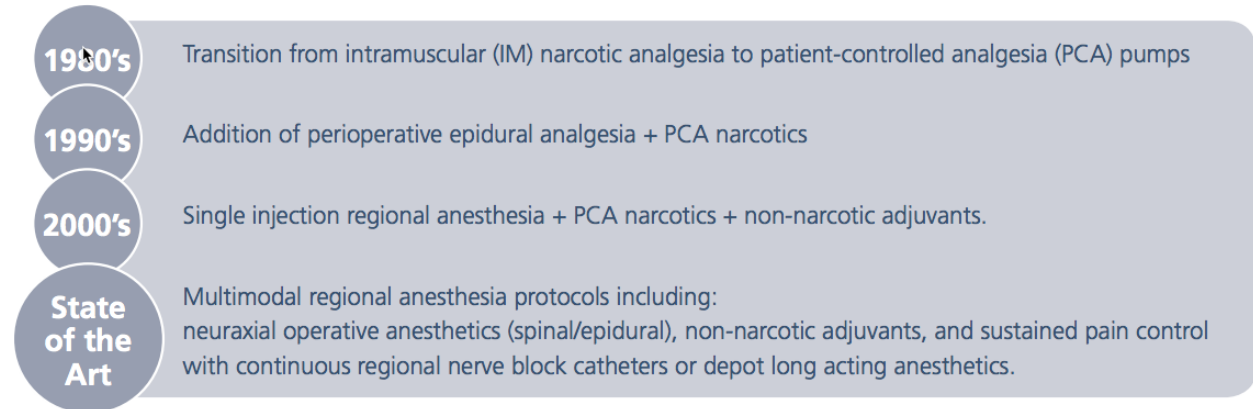 1980's
Transition from intramuscular (IM) narcotic analgesia to patient-controlled analgesia (PCA) pumps
1990's
Addition of perioperative epidural analgesia + PCA narcotics
2000's
Single injection regional anesthesia + PCA narcotics + non-narcotic adjuvants.
State
of the
Art
Multimodal regional anesthesia protocols including:
neuraxial operative anesthetics (spinal/epidural), non-narcotic adjuvants, and sustained pain control
with continuous regional nerve block catheters or depot long acting anesthetics.